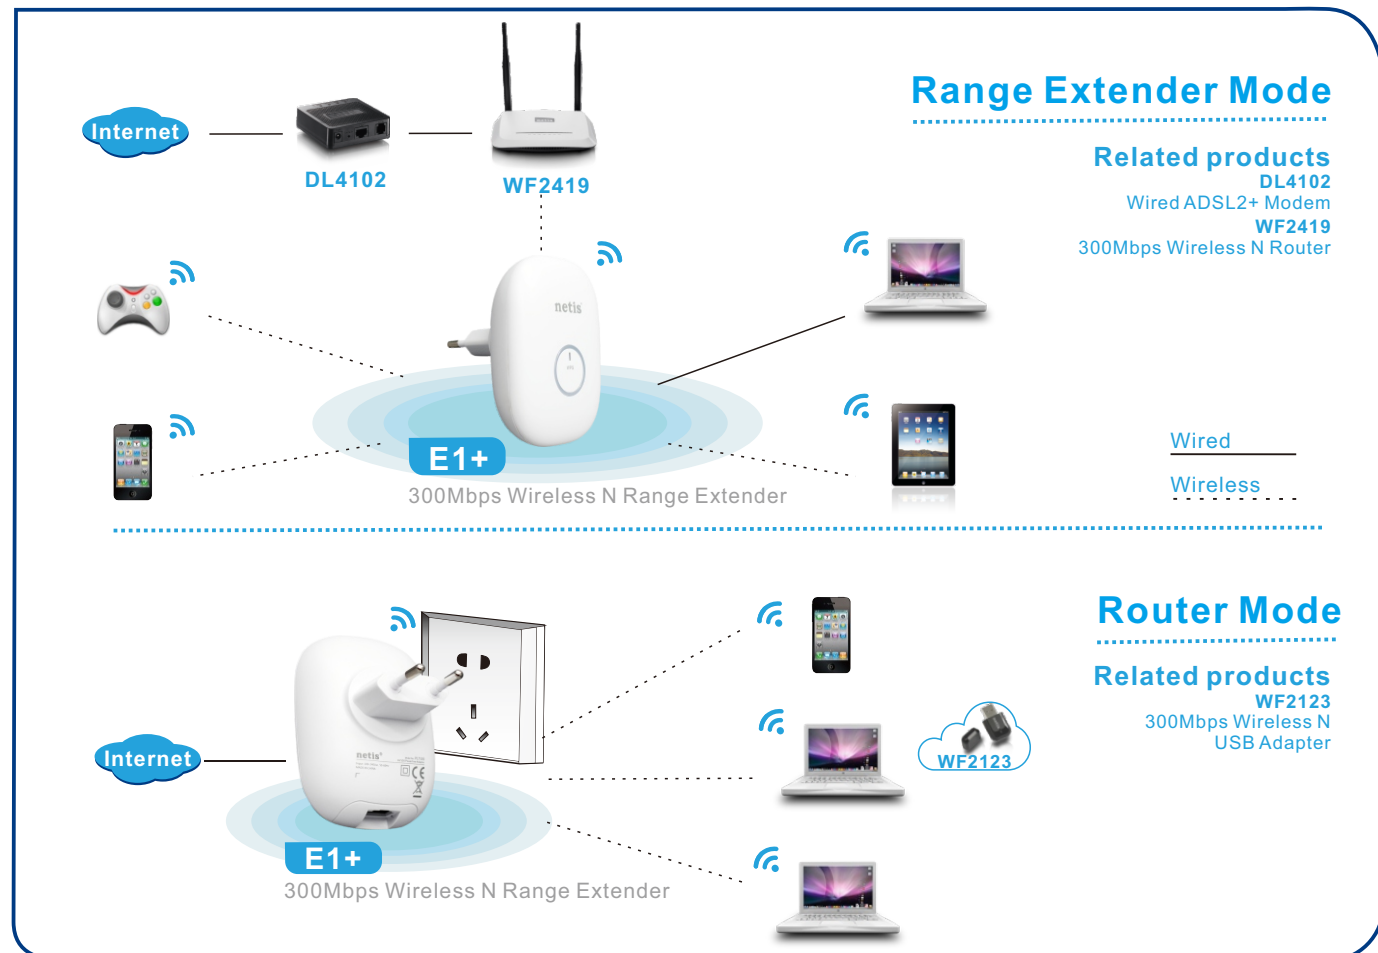 Range Extender Mode
Internet
DL4102
WF2419
Related products
DL4102
Wired ADSL2+ Modem
WF2419
300Mbps Wireless N Router
netis
E1+
300Mbps Wireless N Range Extender
Wired
Wireless
Router Mode
Related products
WF2123
300Mbps Wireless N
USB Adapter
WF2123
Internet
netis
E1+
300Mbps Wireless N Range Extender